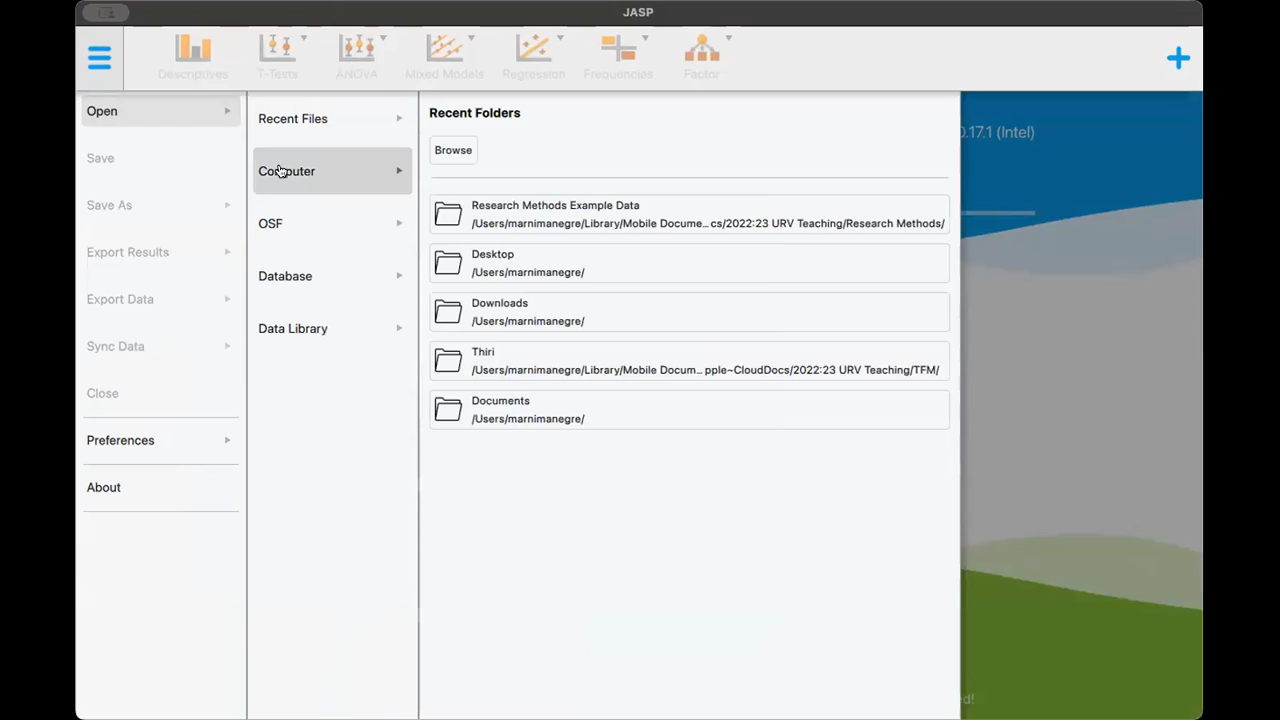 JASP
Descriptives
T-Tests
ANOVA
Mixed Models
Regression
Frequencies
Factor
Open
Save
Save As
Export Results
Export Data
Sync Data
Close
Preferences
About
Recent Files
Computer
OSF
Database
Data Library
Recent Folders
Browse
Research Methods Example Data
/Users/marnimanegre/Library/Mobile Docume... cs/2022:23 URV Teaching/Research Methods/
Desktop
/Users/marnimanegre/
Downloads
/Users/marnimanegre/
Thiri
/Users/marnimanegre/Library/Mobile Docum... pple~CloudDocs/2022:23 URV Teaching/TFM/
Documents
/Users/marnimanegre/
0.17.1 (Intel)
ed!